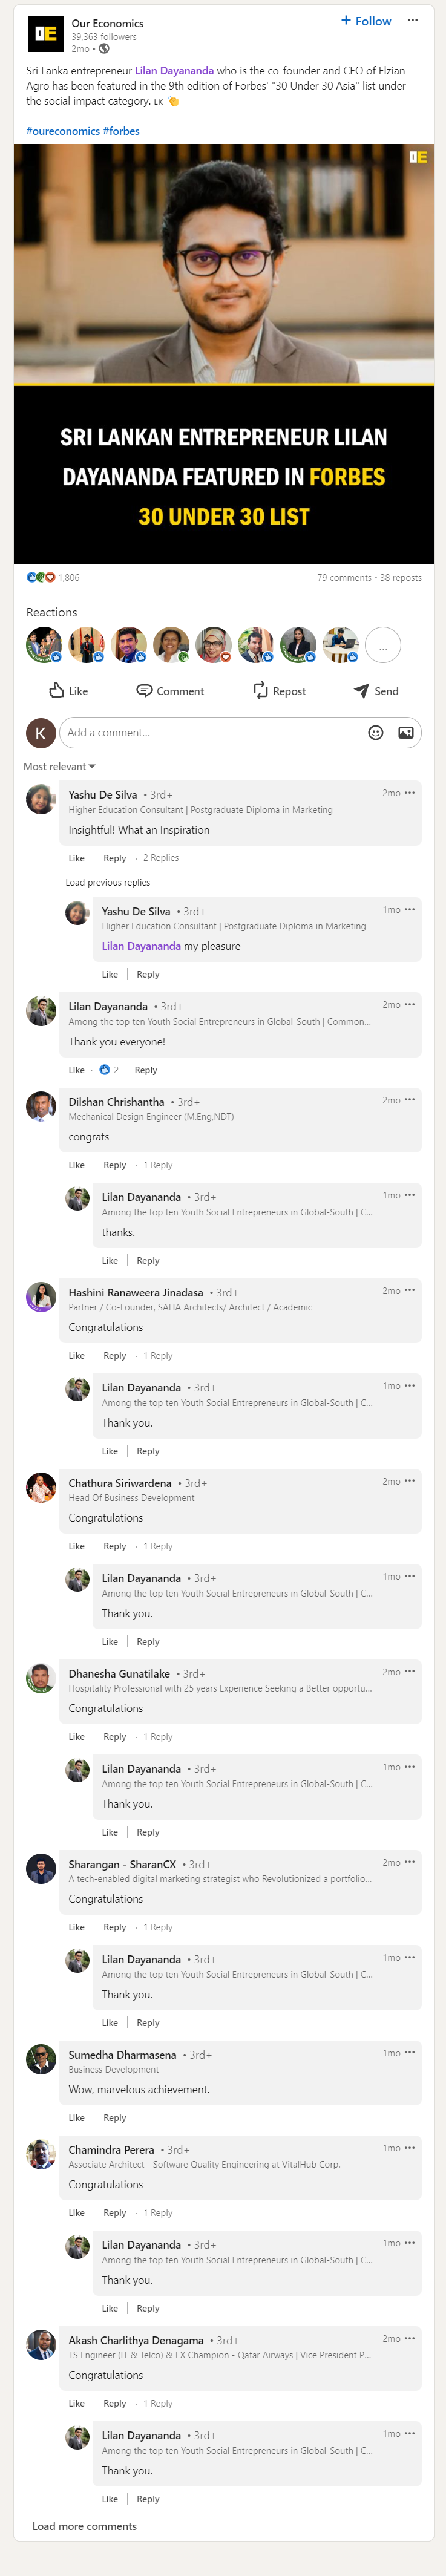 Our Economics
Follow
39,363 followers
2mo •
Sri Lanka entrepreneur Lilan Dayananda who is the co-founder and CEO of Elzian
Agro has been featured in the 9th edition of Forbes' "30 Under 30 Asia" list under
the social impact category. LK 👏
#oureconomics #forbes
SRI LANKAN ENTREPRENEUR LILAN
DAYANANDA FEATURED IN FORBES
30 UNDER 30 LIST
1,806
79 comments • 38 reposts
Reactions
Like Comment Repost Send
K Add a comment...
Most relevant
Yashu De Silva • 3rd+ 2mo
Higher Education Consultant | Postgraduate Diploma in Marketing
Insightful! What an Inspiration
Like | Reply · 2 Replies
Load previous replies
Yashu De Silva • 3rd+ 1mo
Higher Education Consultant | Postgraduate Diploma in Marketing
Lilan Dayananda my pleasure
Like | Reply
Lilan Dayananda • 3rd+ 2mo
Among the top ten Youth Social Entrepreneurs in Global-South | Common...
Thank you everyone!
Like · 2 | Reply
Dilshan Chrishantha • 3rd+ 2mo
Mechanical Design Engineer (M.Eng,NDT)
congrats
Like | Reply · 1 Reply
Lilan Dayananda • 3rd+ 1mo
Among the top ten Youth Social Entrepreneurs in Global-South | C...
thanks.
Like | Reply
Hashini Ranaweera Jinadasa • 3rd+ 2mo
Partner / Co-Founder, SAHA Architects/ Architect / Academic
Congratulations
Like | Reply · 1 Reply
Lilan Dayananda • 3rd+ 1mo
Among the top ten Youth Social Entrepreneurs in Global-South | C...
Thank you.
Like | Reply
Chathura Siriwardena • 3rd+ 2mo
Head Of Business Development
Congratulations
Like | Reply · 1 Reply
Lilan Dayananda • 3rd+ 1mo
Among the top ten Youth Social Entrepreneurs in Global-South | C...
Thank you.
Like | Reply
Dhanesha Gunatilake • 3rd+ 2mo
Hospitality Professional with 25 years Experience Seeking a Better opportu...
Congratulations
Like | Reply · 1 Reply
Lilan Dayananda • 3rd+ 1mo
Among the top ten Youth Social Entrepreneurs in Global-South | C...
Thank you.
Like | Reply
Sharangan - SharanCX • 3rd+ 2mo
A tech-enabled digital marketing strategist who Revolutionized a portfolio...
Congratulations
Like | Reply · 1 Reply
Lilan Dayananda • 3rd+ 1mo
Among the top ten Youth Social Entrepreneurs in Global-South | C...
Thank you.
Like | Reply
Sumedha Dharmasena • 3rd+ 1mo
Business Development
Wow, marvelous achievement.
Like | Reply
Chamindra Perera • 3rd+ 1mo
Associate Architect - Software Quality Engineering at VitalHub Corp.
Congratulations
Like | Reply · 1 Reply
Lilan Dayananda • 3rd+ 1mo
Among the top ten Youth Social Entrepreneurs in Global-South | C...
Thank you.
Like | Reply
Akash Charlithya Denagama • 3rd+ 2mo
TS Engineer (IT & Telco) & EX Champion - Qatar Airways | Vice President P...
Congratulations
Like | Reply · 1 Reply
Lilan Dayananda • 3rd+ 1mo
Among the top ten Youth Social Entrepreneurs in Global-South | C...
Thank you.
Like | Reply
Load more comments